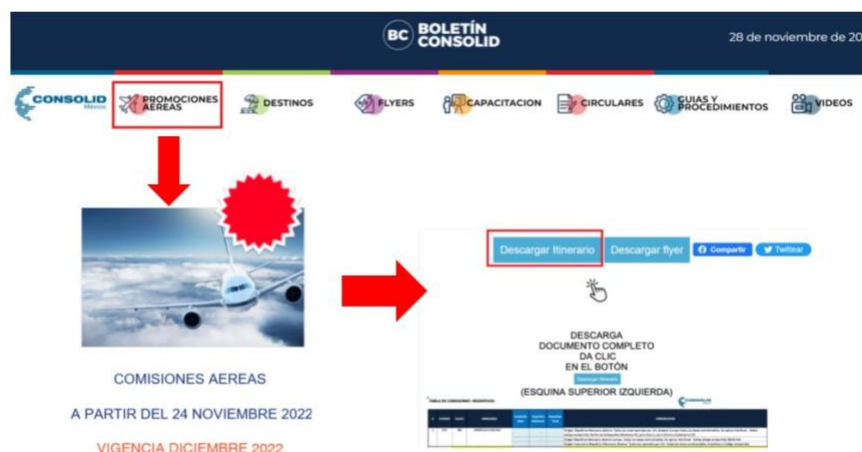 BC BOLETÍN
CONSOLID
28 de noviembre de 20
CONSOLID
México
PROMOCIONES
AEREAS
DESTINOS
FLYERS
CAPACITACION
CIRCULARES
GUIAS Y
PROCEDIMIENTOS
VIDEOS
Descargar Itinerario
Descargar flyer
Compartir
Twittear
DESCARGA
DOCUMENTO COMPLETO
DA CLIC
EN EL BOTÓN
Descargar Itinerario
(ESQUINA SUPERIOR IZQUIERDA)
CONSOLID
COMISIONES AEREAS
A PARTIR DEL 24 NOVIEMBRE 2022
VIGENCIA DICIEMBRE 2022